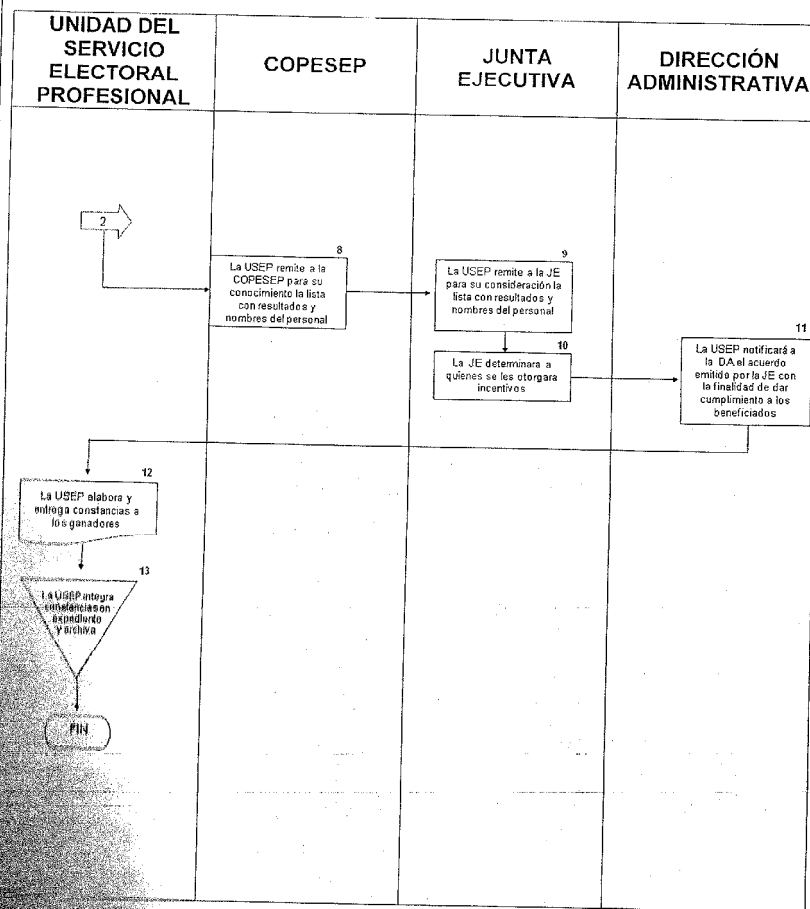 UNIDAD DEL
SERVICIO
ELECTORAL
PROFESIONAL
COPESEP
JUNTA
EJECUTIVA
DIRECCIÓN
ADMINISTRATIVA
2
8
La USEP remite a la
COPESEP para su
conocimiento la lista
con resultados y
nombres del personal
9
La USEP remite a la JE
para su consideración la
lista con resultados y
nombres del personal
10
La JE determinara a
quienes se les otorgara
incentivos
11
La USEP notificará a
la DA el acuerdo
emitido por la JE con
la finalidad de dar
cumplimiento a los
beneficiados
12
La USEP elabora y
entrega constancias a
los ganadores
13
La USEP integra
constancias en
expediente
y archiva
FIN